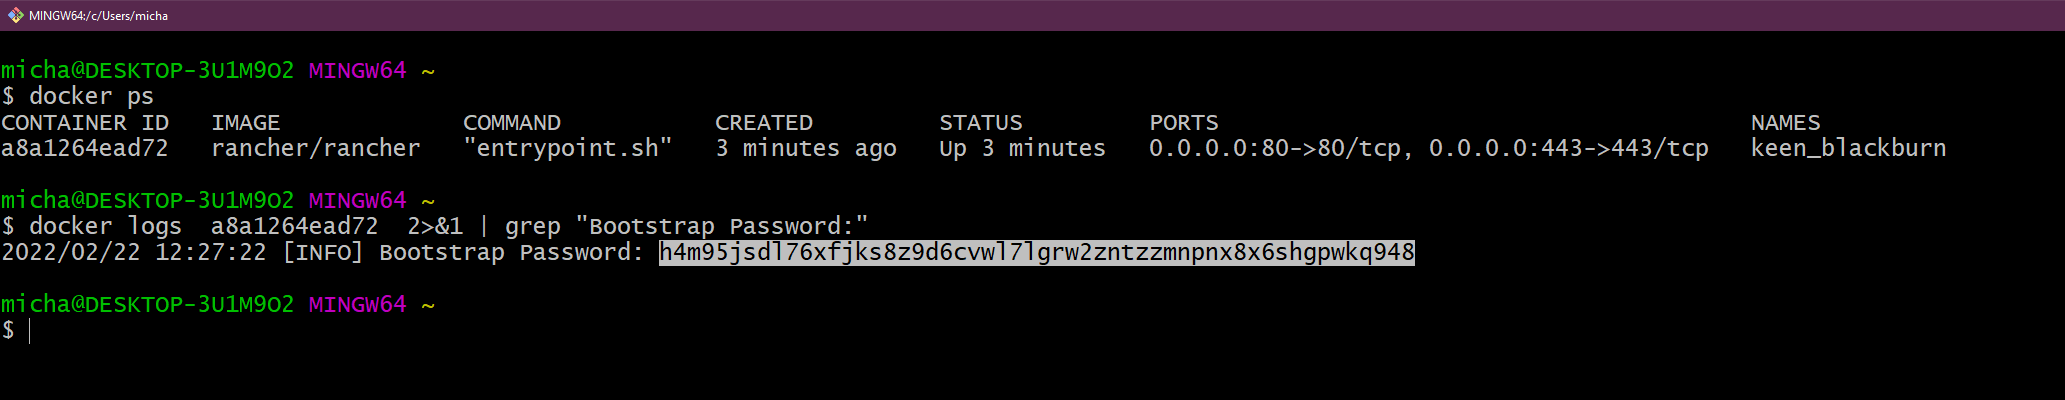 MINGW64:/c/Users/micha
micha@DESKTOP-3U1M9O2 MINGW64 ~
$ docker ps
CONTAINER ID   IMAGE             COMMAND           CREATED         STATUS         PORTS                                      NAMES
a8a1264ead72   rancher/rancher   "entrypoint.sh"   3 minutes ago   Up 3 minutes   0.0.0.0:80->80/tcp, 0.0.0.0:443->443/tcp   keen_blackburn
micha@DESKTOP-3U1M9O2 MINGW64 ~
$ docker logs  a8a1264ead72  2>&1 | grep "Bootstrap Password:"
2022/02/22 12:27:22 [INFO] Bootstrap Password: h4m95jsdl76xfjks8z9d6cvwl7lgrw2zntzzmnpnx8x6shgpwkq948
micha@DESKTOP-3U1M9O2 MINGW64 ~
$